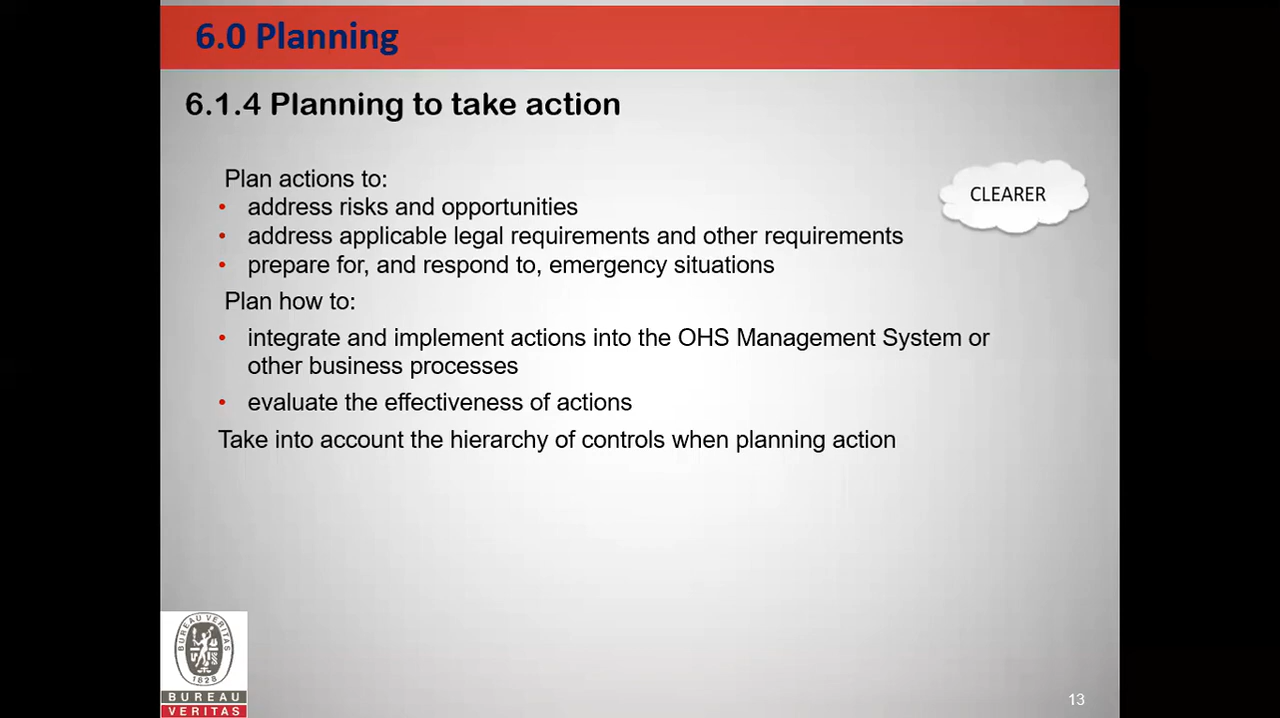 6.0 Planning
6.1.4 Planning to take action
CLEARER
Plan actions to:
• address risks and opportunities
• address applicable legal requirements and other requirements
• prepare for, and respond to, emergency situations
Plan how to:
• integrate and implement actions into the OHS Management System or
other business processes
• evaluate the effectiveness of actions
Take into account the hierarchy of controls when planning action
BUREAU VERITAS
1828
BUREAU
VERITAS
13